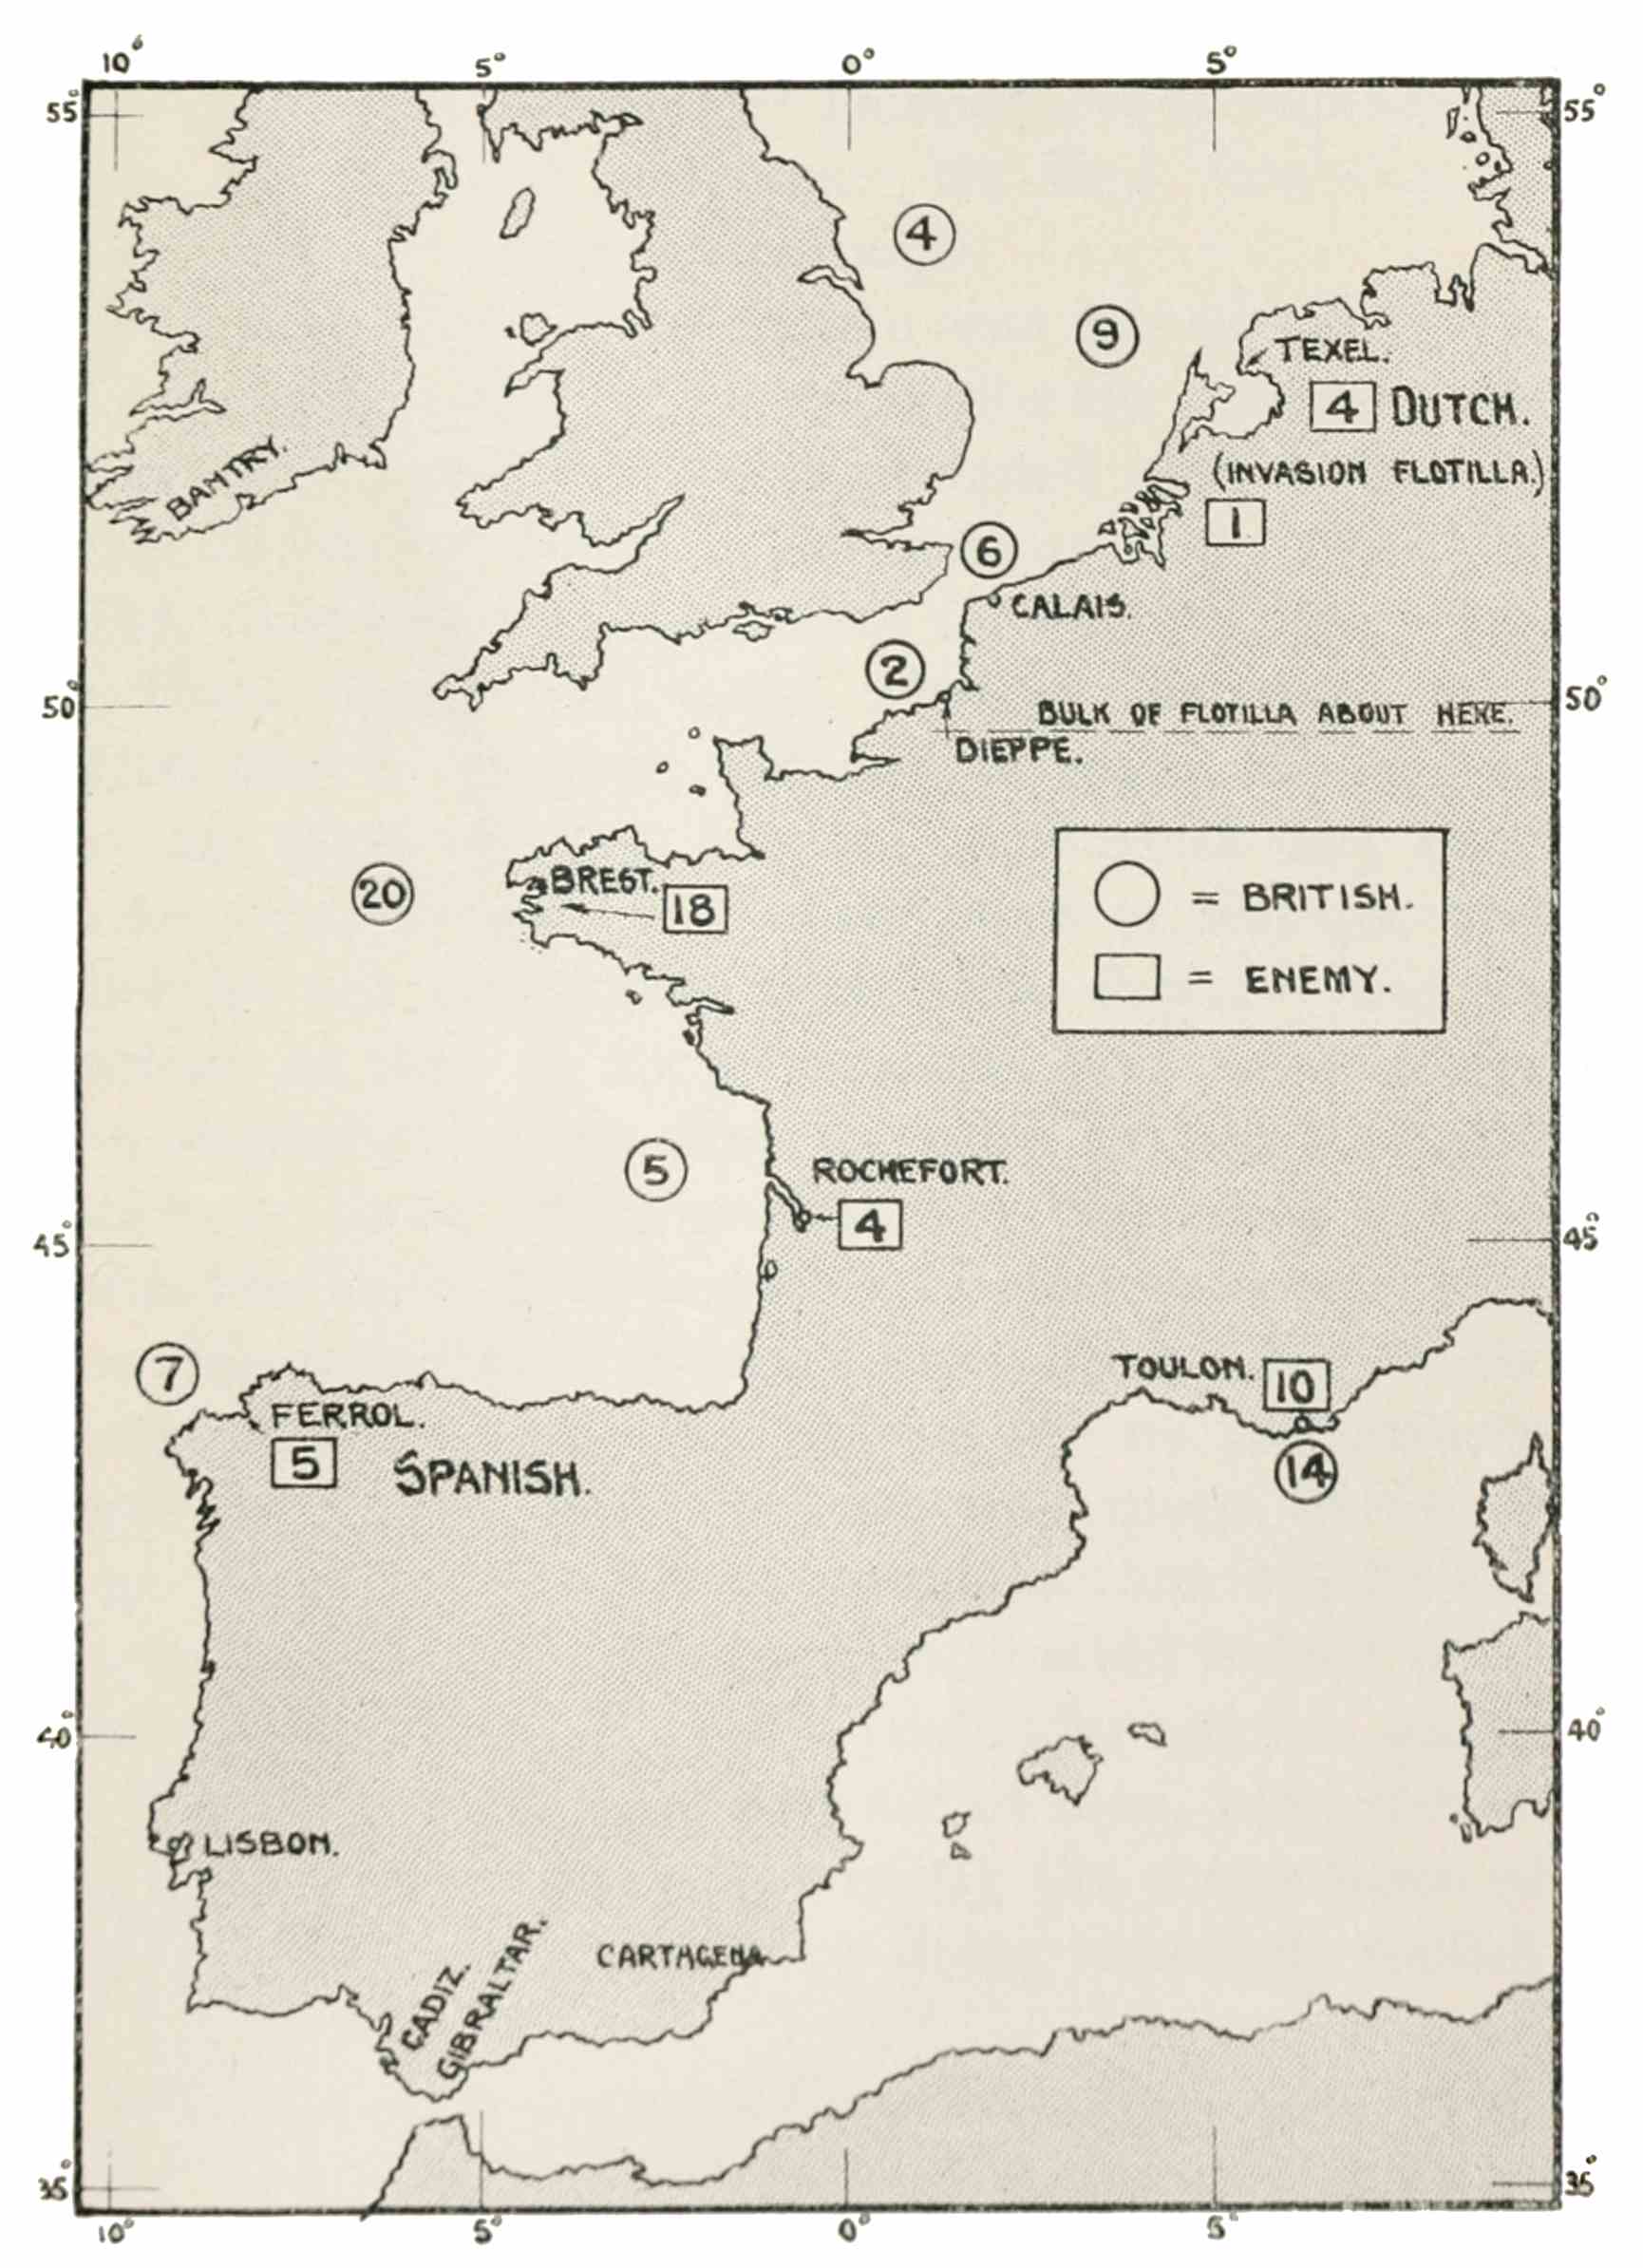 10° 5° 0° 5°
55° 55°
4
9
TEXEL.
4 DUTCH.
(INVASION FLOTILLA.)
BANTRY.
1
6
CALAIS.
2
50° 50°
BULK OF FLOTILLA ABOUT HERE.
DIEPPE.
20
BREST.
18
= BRITISH.
= ENEMY.
5
ROCHEFORT.
4
45° 45°
7
TOULON. 10
FERROL.
5 SPANISH.
14
40° 40°
LISBON.
CADIZ.
GIBRALTAR.
CARTAGENA
35° 35°
10° 5° 0° 5°